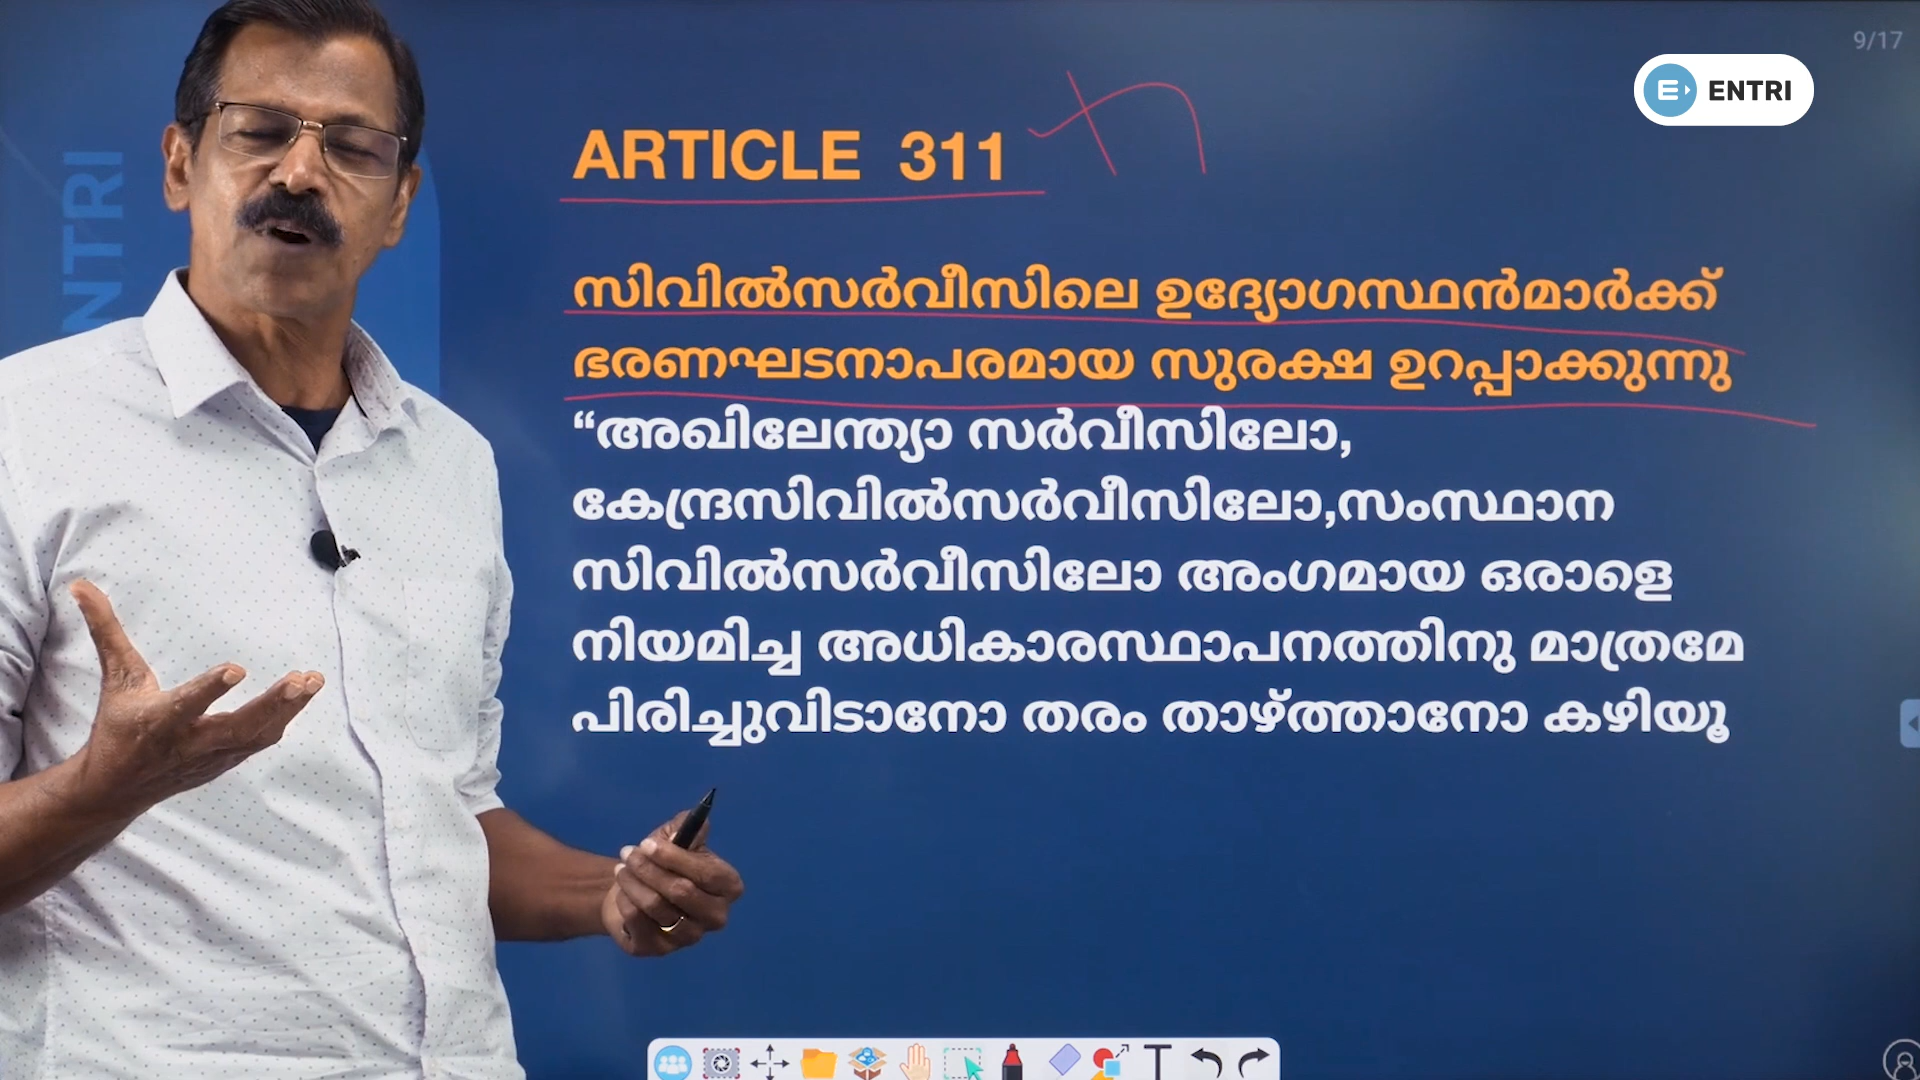 9/17
ENTRI
ENTRI
ARTICLE 311
സിവിൽസർവീസിലെ ഉദ്യോഗസ്ഥൻമാർക്ക്
ഭരണഘടനാപരമായ സുരക്ഷ ഉറപ്പാക്കുന്നു
“അഖിലേന്ത്യാ സർവീസിലോ,
കേന്ദ്രസിവിൽസർവീസിലോ,സംസ്ഥാന
സിവിൽസർവീസിലോ അംഗമായ ഒരാളെ
നിയമിച്ച അധികാരസ്ഥാപനത്തിനു മാത്രമേ
പിരിച്ചുവിടാനോ തരം താഴ്ത്താനോ കഴിയൂ